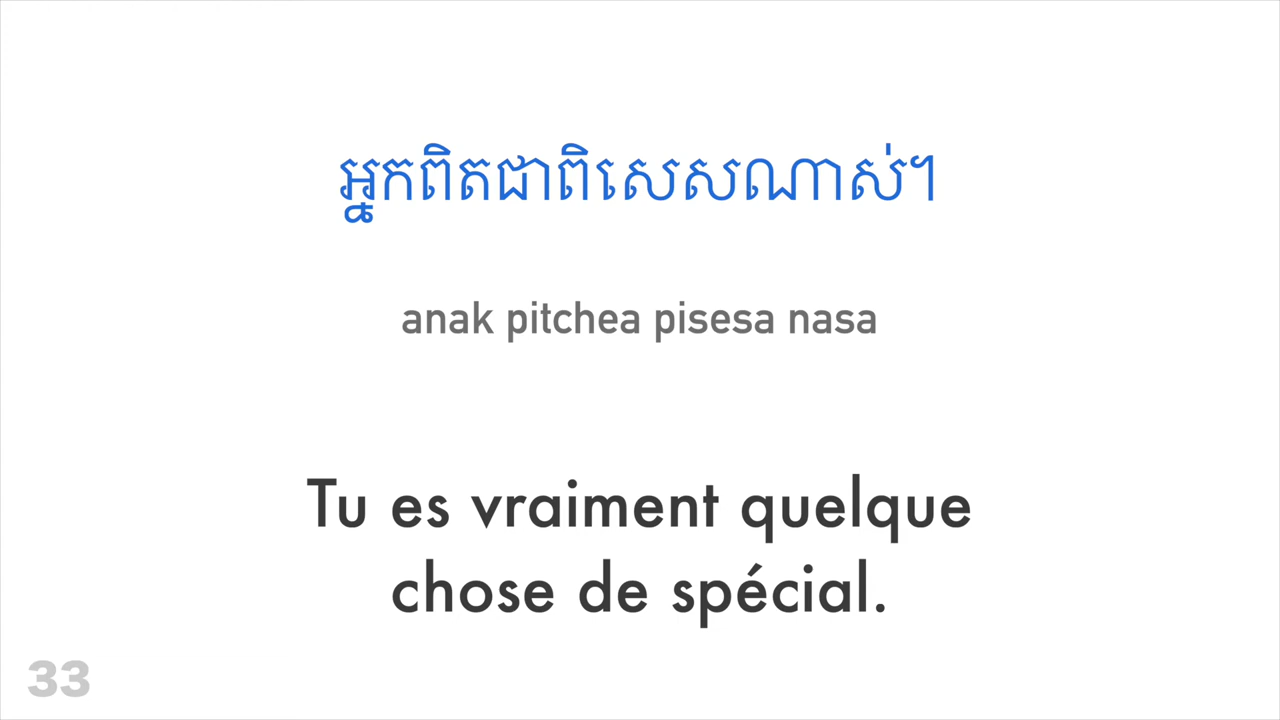 អ្នកពិតជាពិសេសណាស់។
anak pitchea pisesa nasa
Tu es vraiment quelque
chose de spécial.
33